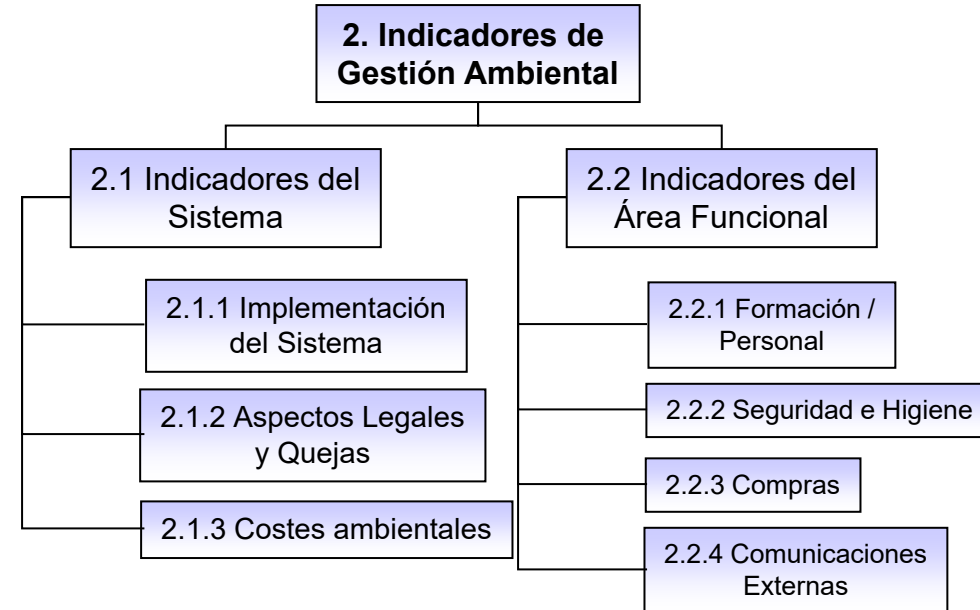 2. Indicadores de
Gestión Ambiental
2.1 Indicadores del
Sistema
2.1.1 Implementación
del Sistema
2.1.2 Aspectos Legales
y Quejas
2.1.3 Costes ambientales
2.2 Indicadores del
Área Funcional
2.2.1 Formación /
Personal
2.2.2 Seguridad e Higiene
2.2.3 Compras
2.2.4 Comunicaciones
Externas